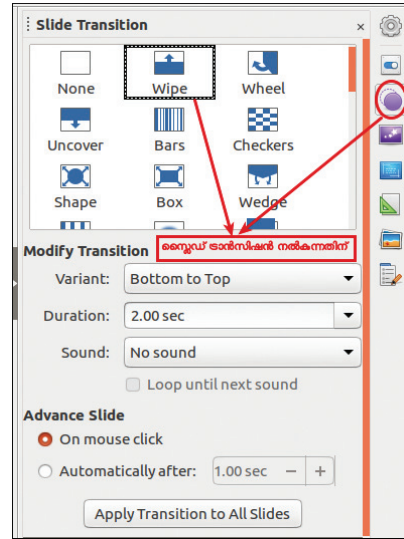 Slide Transition
None Wipe Wheel
Uncover Bars Checkers
Shape Box Wedge
Modify Transition
സ്ലൈഡ് ട്രാൻസിഷൻ നൽകുന്നതിന്
Variant: Bottom to Top
Duration: 2.00 sec
Sound: No sound
Loop until next sound
Advance Slide
On mouse click
Automatically after: 1.00 sec − +
Apply Transition to All Slides